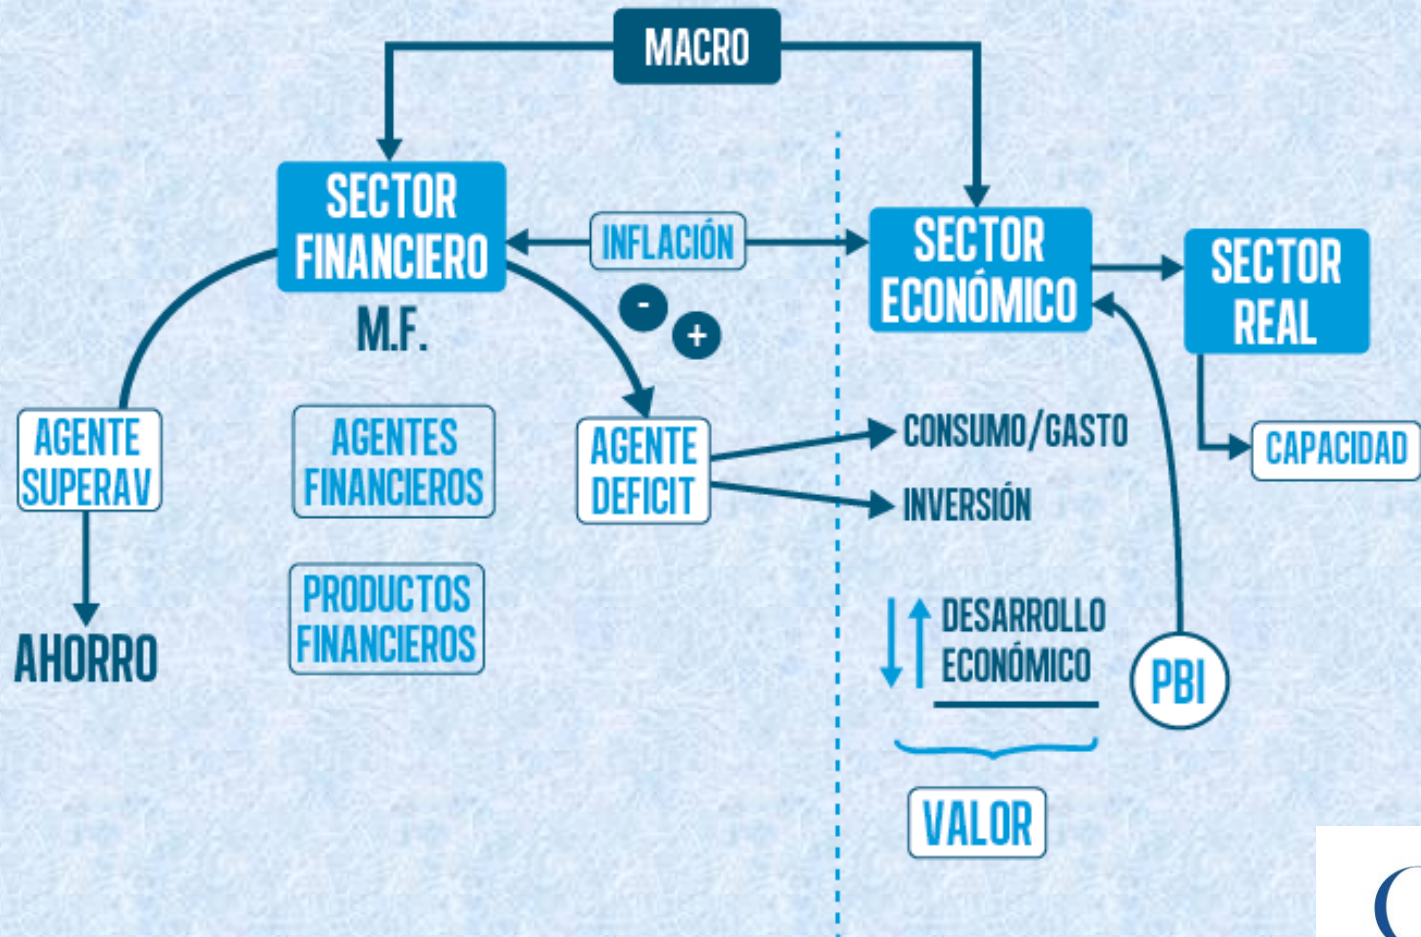 MACRO
SECTOR
FINANCIERO
M.F.
INFLACIÓN
-
+
SECTOR
ECONÓMICO
SECTOR
REAL
AGENTE
SUPERAV
AHORRO
AGENTES
FINANCIEROS
PRODUCTOS
FINANCIEROS
AGENTE
DEFICIT
CONSUMO/GASTO
INVERSIÓN
CAPACIDAD
DESARROLLO
ECONÓMICO
PBI
VALOR